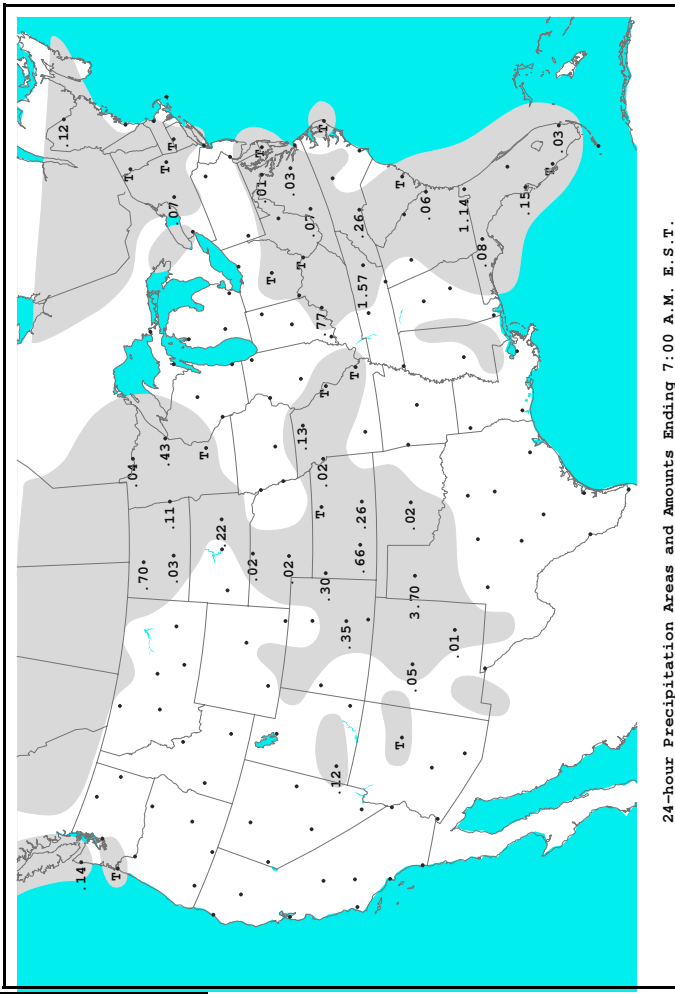 .12
.14
T
.04
T
.70
.43
T
.11
.03
.07
T
T
.22
.02
.01
T
T
.02
.03
.13
T
.07
.77
.30
T
.02
T
T
.12
.35
T
.66
.26
1.57
.26
T
T
.05
3.70
.02
.06
.01
1.14
.08
.15
T
.03
24-hour Precipitation Areas and Amounts Ending 7:00 A.M. E.S.T.